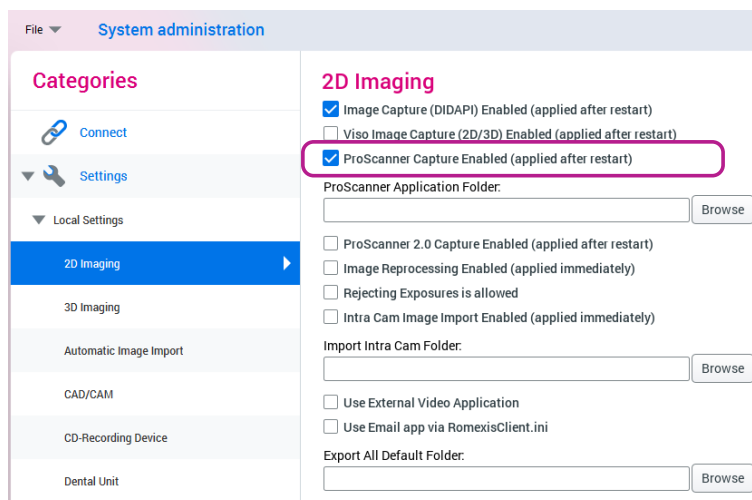 File
System administration
Categories
Connect
Settings
Local Settings
2D Imaging
3D Imaging
Automatic Image Import
CAD/CAM
CD-Recording Device
Dental Unit
2D Imaging
Image Capture (DIDAPI) Enabled (applied after restart)
Viso Image Capture (2D/3D) Enabled (applied after restart)
ProScanner Capture Enabled (applied after restart)
ProScanner Application Folder:
Browse
ProScanner 2.0 Capture Enabled (applied after restart)
Image Reprocessing Enabled (applied immediately)
Rejecting Exposures is allowed
Intra Cam Image Import Enabled (applied immediately)
Import Intra Cam Folder:
Browse
Use External Video Application
Use Email app via RomexisClient.ini
Export All Default Folder:
Browse